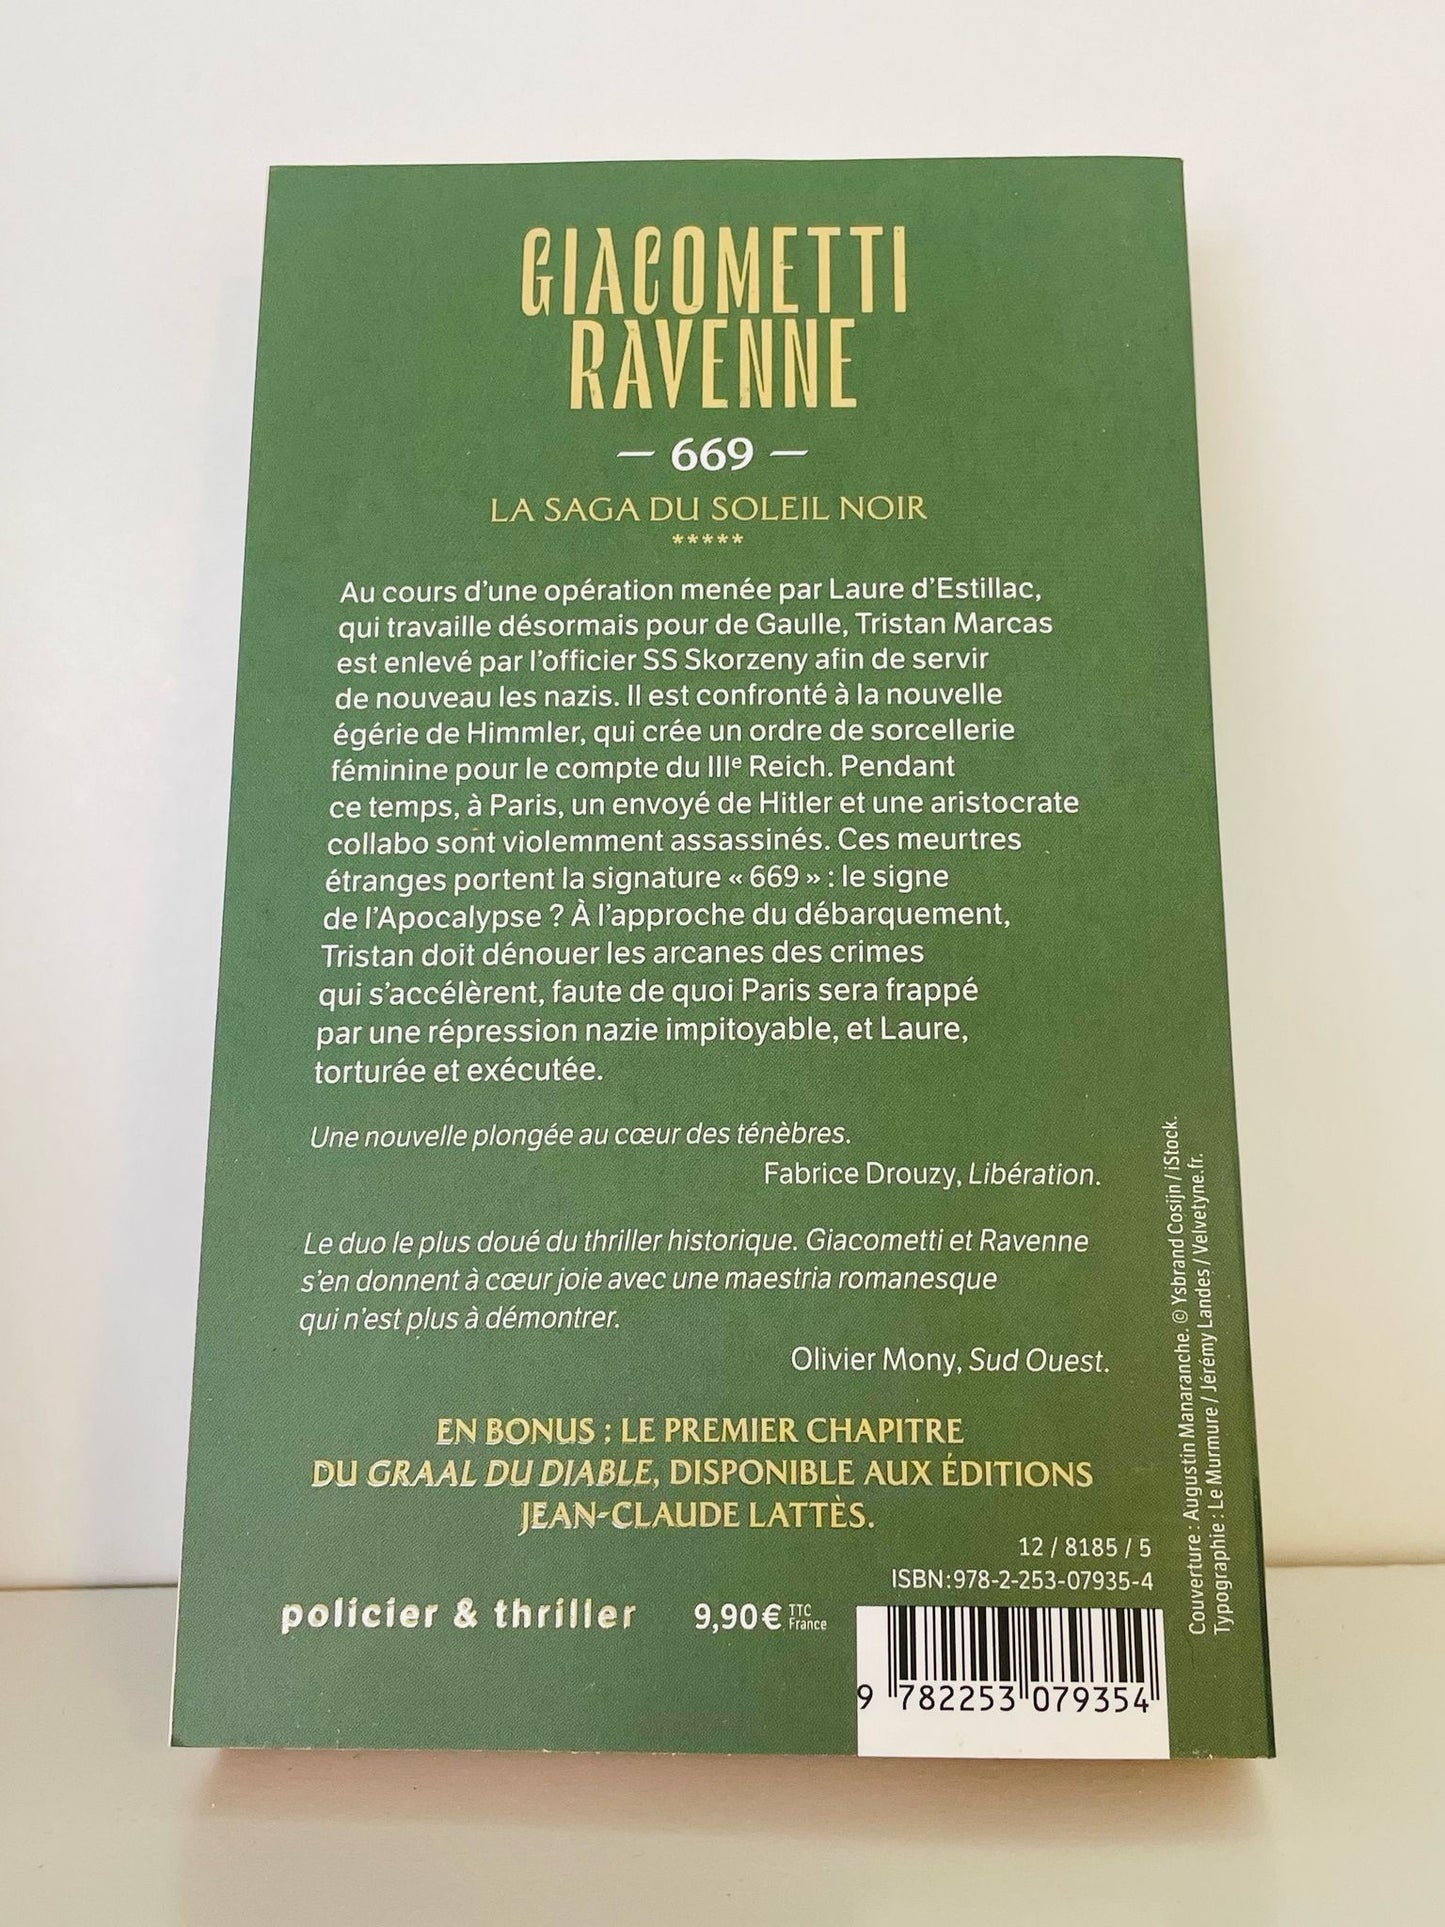 GIACOMETTI
RAVENNE
— 669 —
LA SAGA DU SOLEIL NOIR
*****
Au cours d’une opération menée par Laure d’Estillac,
qui travaille désormais pour de Gaulle, Tristan Marcas
est enlevé par l’officier SS Skorzeny afin de servir
de nouveau les nazis. Il est confronté à la nouvelle
égérie de Himmler, qui crée un ordre de sorcellerie
féminine pour le compte du IIIᵉ Reich. Pendant
ce temps, à Paris, un envoyé de Hitler et une aristocrate
collabo sont violemment assassinés. Ces meurtres
étranges portent la signature « 669 » : le signe
de l’Apocalypse ? À l’approche du débarquement,
Tristan doit dénouer les arcanes des crimes
qui s’accélèrent, faute de quoi Paris sera frappé
par une répression nazie impitoyable, et Laure,
torturée et exécutée.
Une nouvelle plongée au cœur des ténèbres.
Fabrice Drouzy, Libération.
Le duo le plus doué du thriller historique. Giacometti et Ravenne
s’en donnent à cœur joie avec une maestria romanesque
qui n’est plus à démontrer.
Olivier Mony, Sud Ouest.
EN BONUS : LE PREMIER CHAPITRE
DU GRAAL DU DIABLE, DISPONIBLE AUX ÉDITIONS
JEAN-CLAUDE LATTÈS.
12 / 8185 / 5
ISBN:978-2-253-07935-4
policier & thriller 9,90 € TTC France
9 782253 079354
Couverture : Augustin Manaranche. © Ysbrand Cosijn / iStock.
Typographie : Le Murmure / Jérémy Landes / Velvetyne.fr.